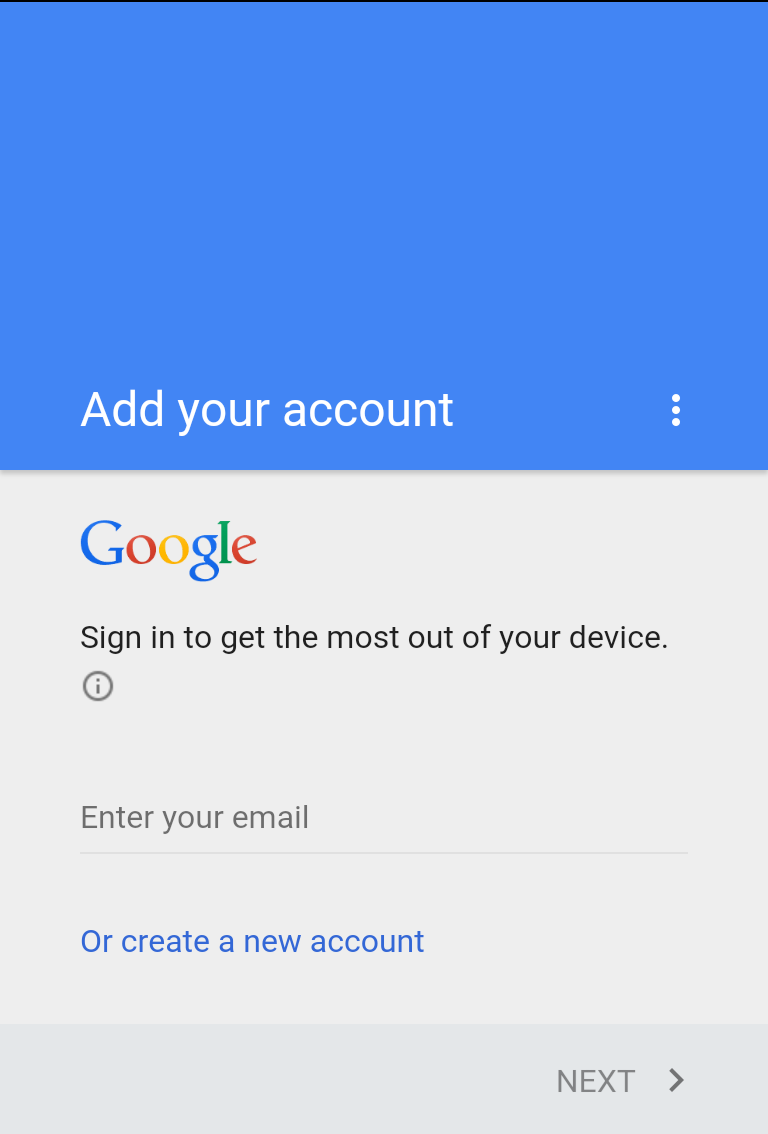 Add your account
Google
Sign in to get the most out of your device.
Enter your email
Or create a new account
NEXT